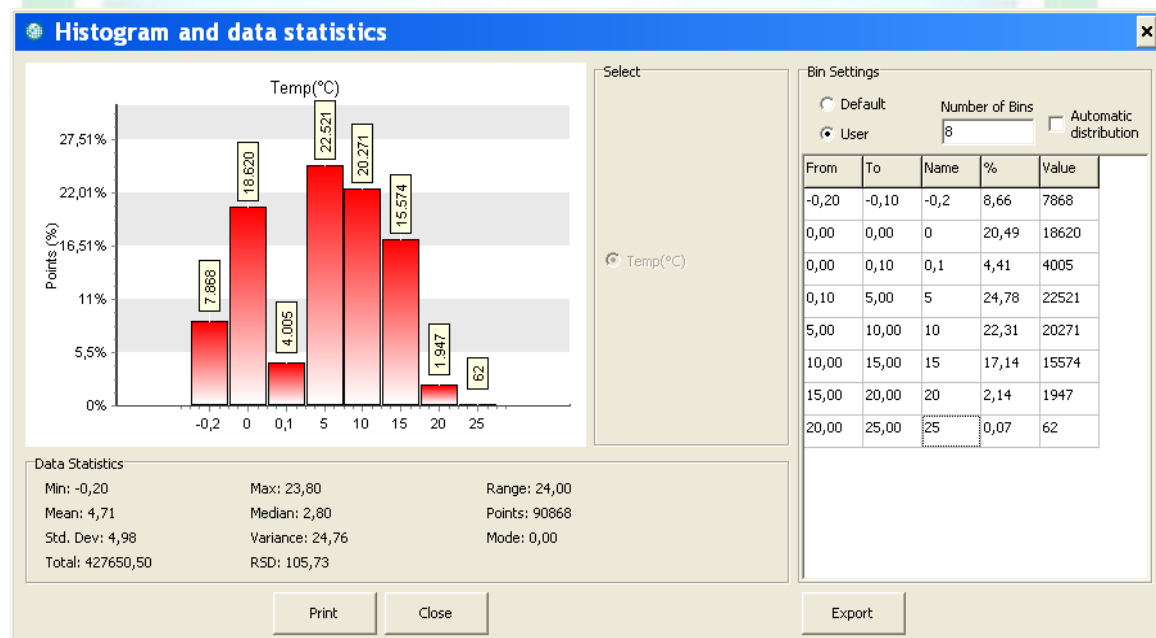 Histogram and data statistics
Temp(°C)
Points (%)
27,51%
22,01%
16,51%
11%
5,5%
0%
7.868
18.620
4.005
22.521
20.271
15.574
1.947
62
-0,2 0 0,1 5 10 15 20 25
Select
Temp(°C)
Bin Settings
Default
User
Number of Bins
8
Automatic
distribution
From To Name % Value
-0,20 -0,10 -0,2 8,66 7868
0,00 0,00 0 20,49 18620
0,00 0,10 0,1 4,41 4005
0,10 5,00 5 24,78 22521
5,00 10,00 10 22,31 20271
10,00 15,00 15 17,14 15574
15,00 20,00 20 2,14 1947
20,00 25,00 25 0,07 62
Data Statistics
Min: -0,20 Max: 23,80 Range: 24,00
Mean: 4,71 Median: 2,80 Points: 90868
Std. Dev: 4,98 Variance: 24,76 Mode: 0,00
Total: 427650,50 RSD: 105,73
Print Close Export